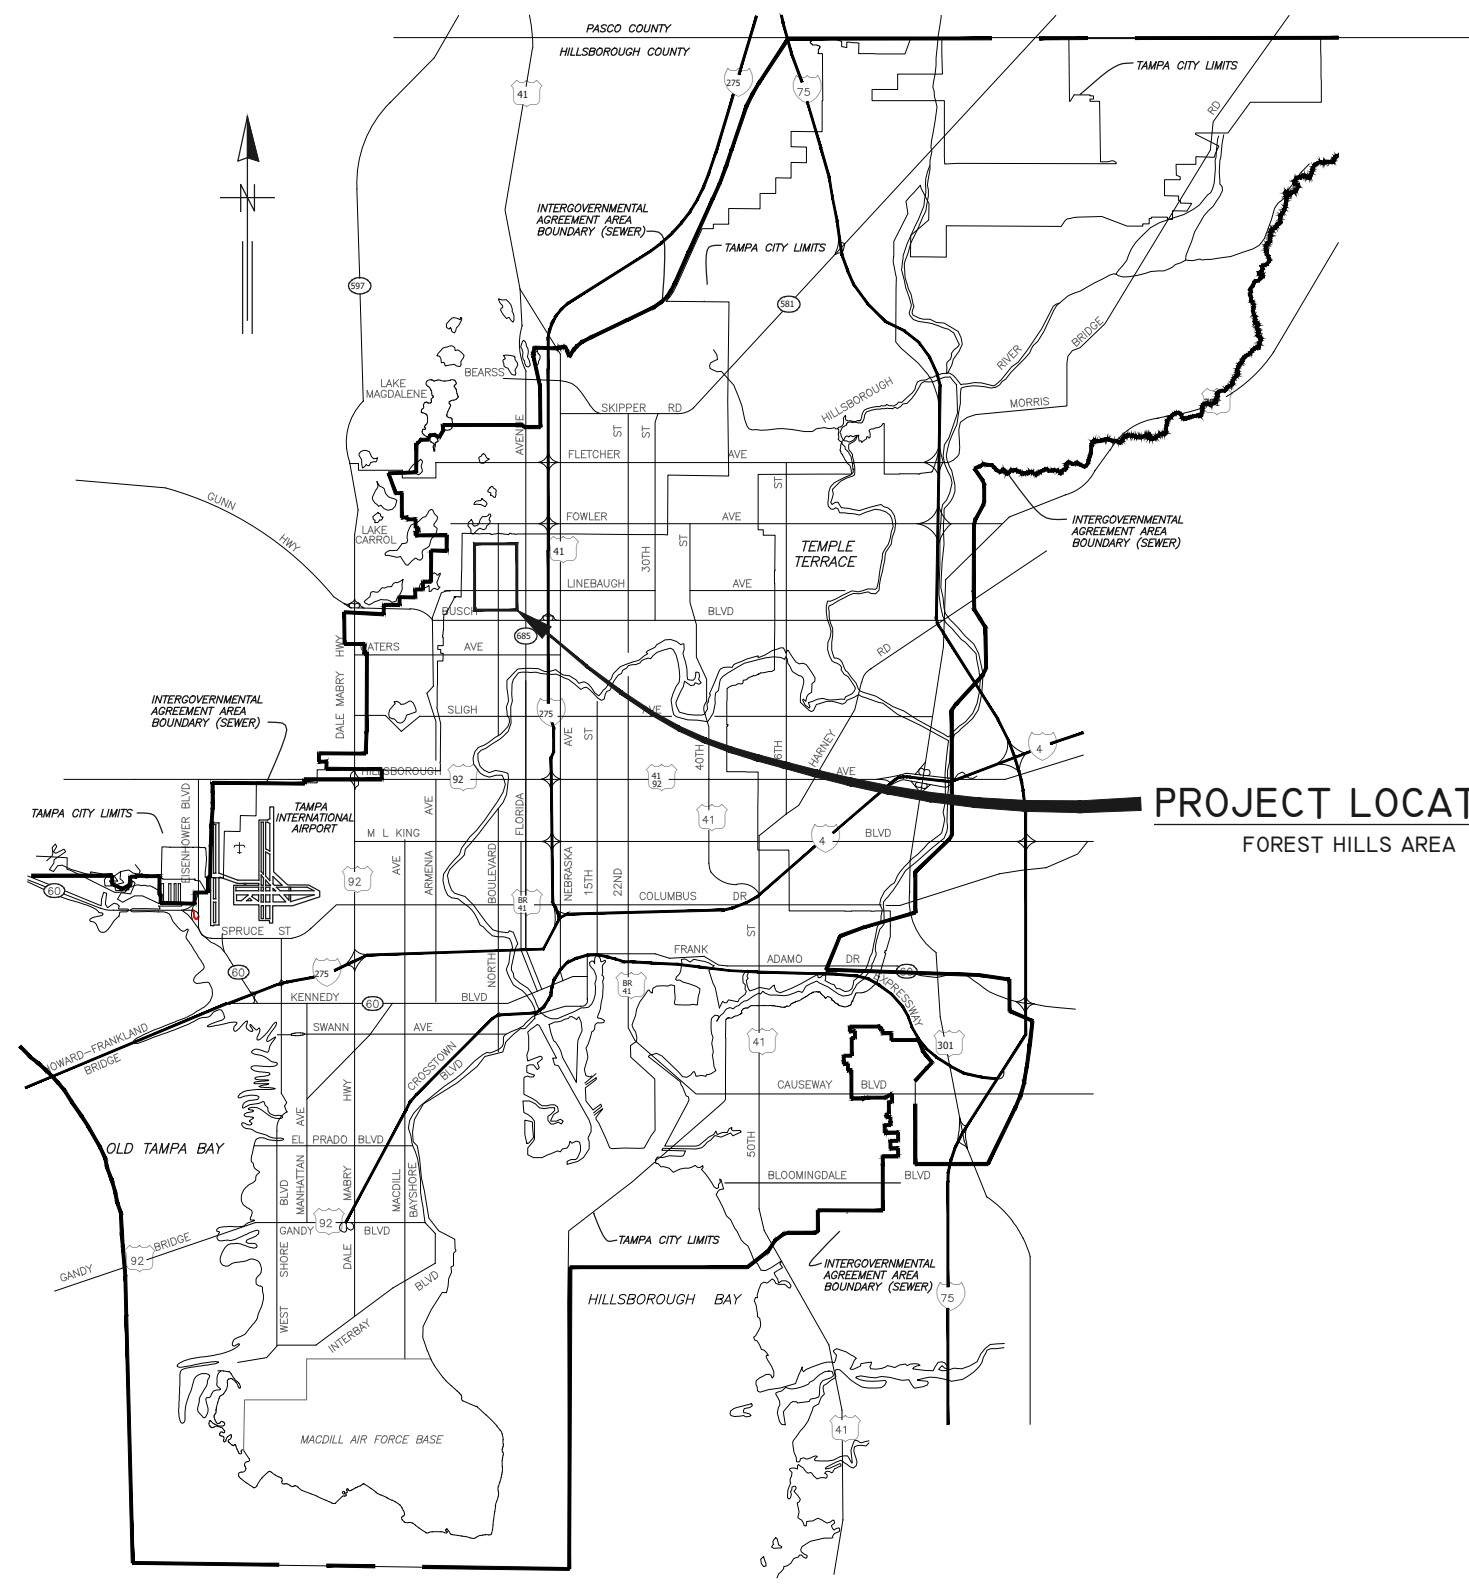 PASCO COUNTY
HILLSBOROUGH COUNTY
TAMPA CITY LIMITS
275
75
41
RD
INTERGOVERNMENTAL
AGREEMENT AREA
BOUNDARY (SEWER)
TAMPA CITY LIMITS
N
597
581
BRIDGE
RIVER
BEARSS
LAKE
MAGDALENE
HILLSBOROUGH
MORRIS
SKIPPER RD
AVENUE
ST
ST
FLETCHER AVE
ST
GUNN
HWY
LAKE
CARROL
FOWLER AVE
INTERGOVERNMENTAL
AGREEMENT AREA
BOUNDARY (SEWER)
41
30TH
ST
TEMPLE
TERRACE
LINEBAUGH AVE
BUSCH BLVD
685
ATERS AVE
RD
DALE MABRY HWY
INTERGOVERNMENTAL
AGREEMENT AREA
BOUNDARY (SEWER)
SLIGH AVE
275
AVE
ST
40TH
6TH
HARNEY
4
HILLSBOROUGH
92
41
92
AVE
PROJECT LOCAT
FOREST HILLS AREA
TAMPA CITY LIMITS
EISENHOWER BLVD
TAMPA
INTERNATIONAL
AIRPORT
AVE
FLORIDA
41
M L KING
4
BLVD
60
92
AVE
ARMENIA
BOULEVARD
NEBRASKA
15TH
22ND
BR
41
COLUMBUS DR
SPRUCE ST
ST
60
275
NORTH
FRANK
ADAMO DR
60
BR
41
EXPRESSWAY
KENNEDY
60
BLVD
SWANN AVE
HOWARD-FRANKLAND
BRIDGE
CROSSTOWN
BLVD
41
301
HWY
CAUSEWAY BLVD
AVE
EL PRADO BLVD
OLD TAMPA BAY
50TH
BLVD
MANHATTAN
MABRY
MACDILL
BAYSHORE
BLOOMINGDALE BLVD
92
GANDY BLVD
GANDY
92
BRIDGE
TAMPA CITY LIMITS
SHORE
DALE
INTERGOVERNMENTAL
AGREEMENT AREA
BOUNDARY (SEWER)
BLVD
HILLSBOROUGH BAY
75
WEST
INTERBAY
41
MACDILL AIR FORCE BASE